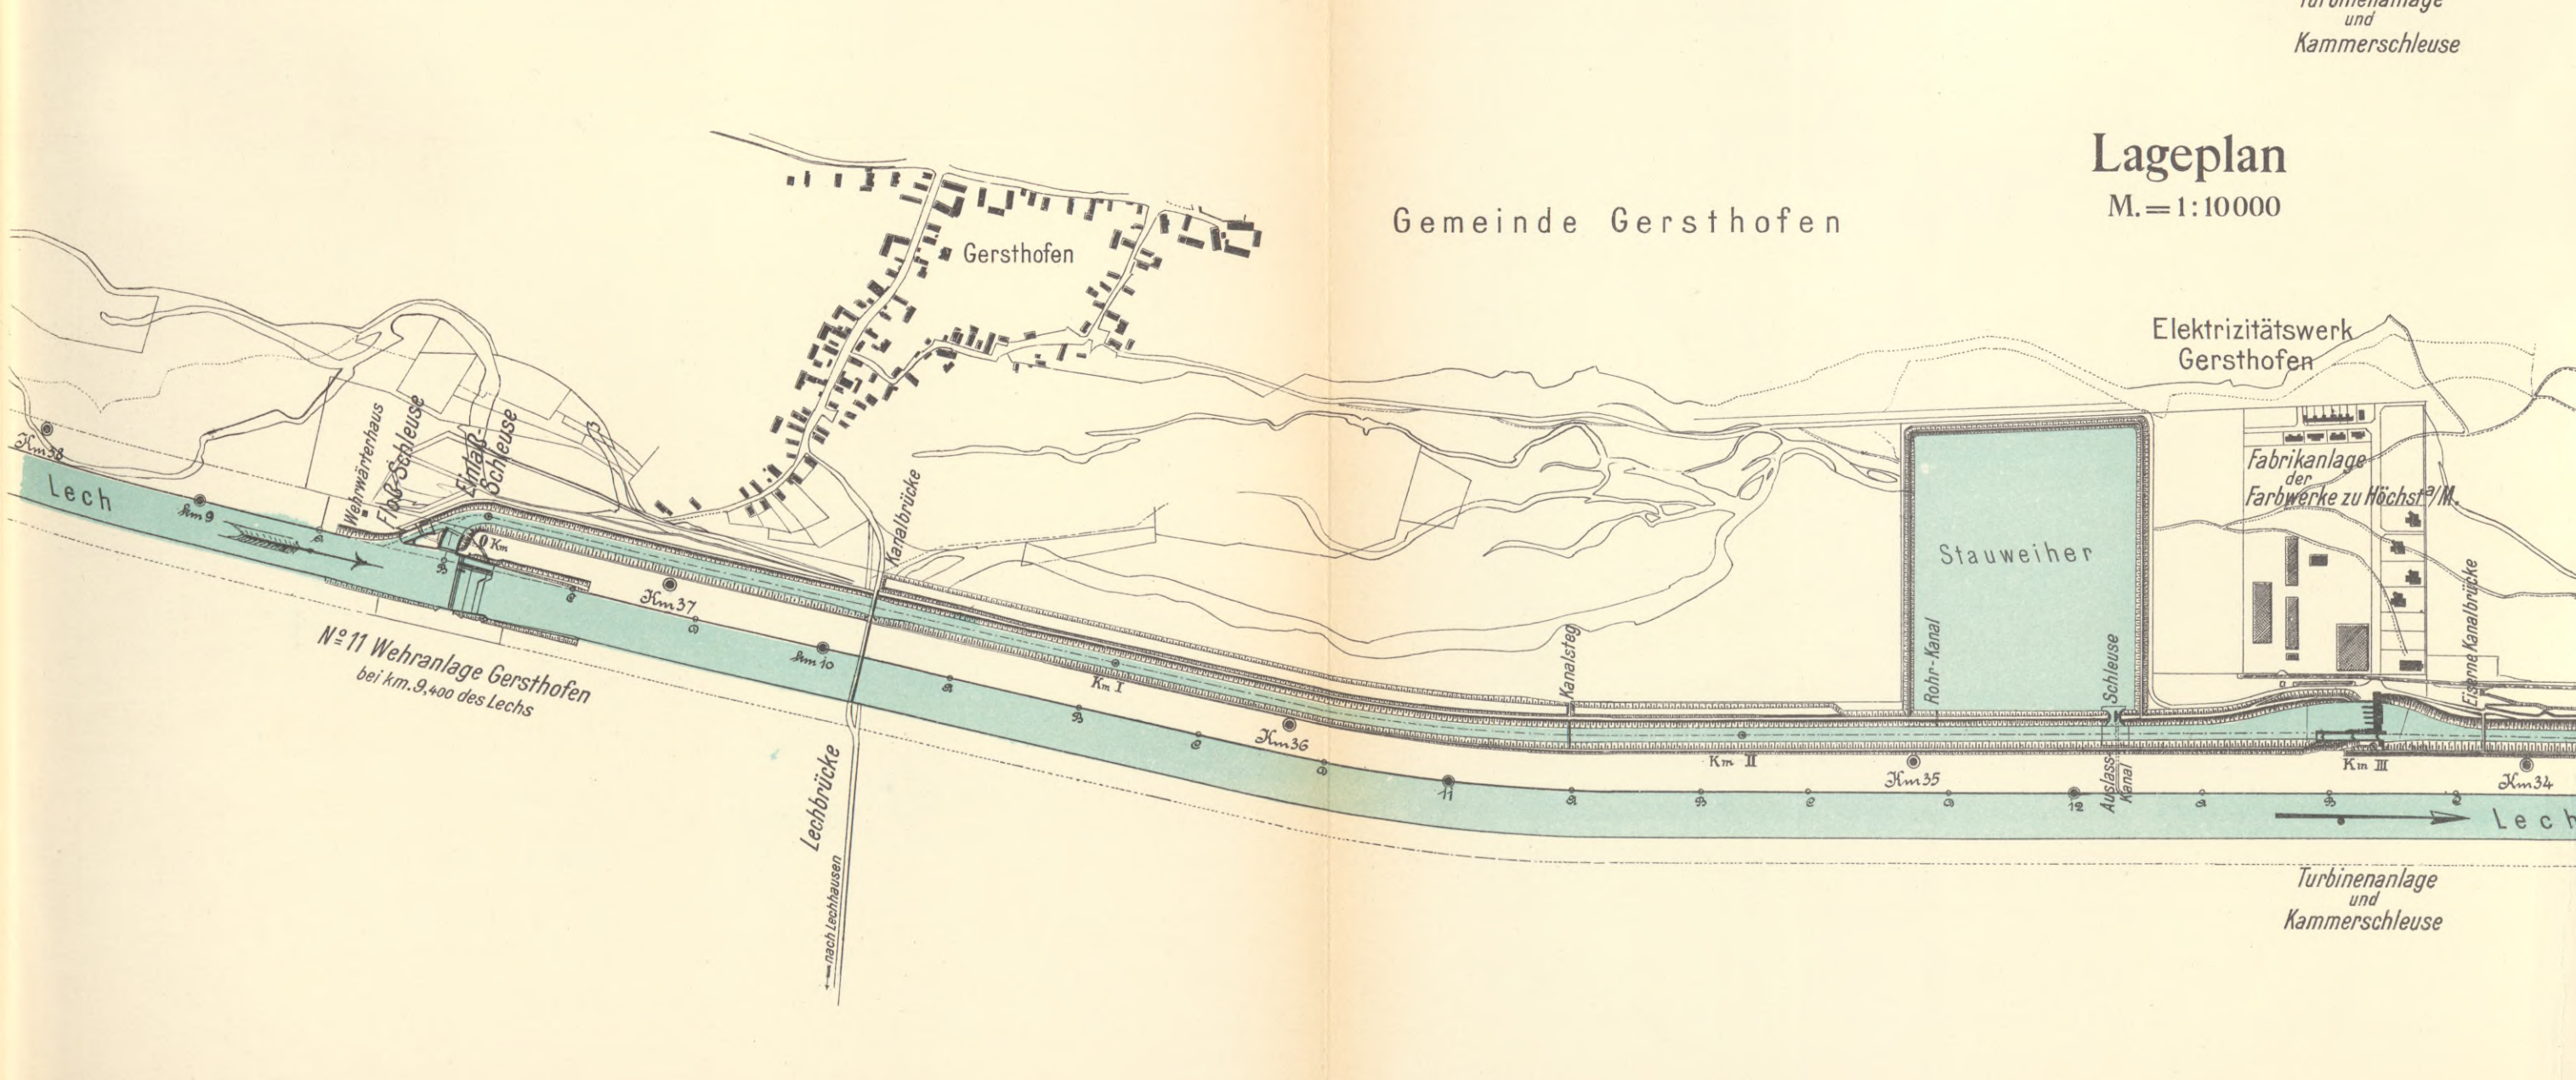 und
Kammerschleuse
Lageplan
M. = 1:10000
Gemeinde Gersthofen
Gersthofen
Elektrizitätswerk
Gersthofen
Fabrikanlage
der
Farbwerke zu Höchst a/M.
Wehrwärterhaus
Floß-Schleuse
Einlaß
Schleuse
Kanalbrücke
Km 38
Lech
km 9
0 Km
Km 37
km 10
Km I
Km 36
11
Kanalsteg
Km II
Km 35
12
Rohr-Kanal
Stauweiher
Schleuse
Auslass-
Kanal
Eiserne Kanalbrücke
Km III
Km 34
Lech
No 11 Wehranlage Gersthofen
bei km. 9,400 des Lechs
Lechbrücke
nach Lechhausen
Turbinenanlage
und
Kammerschleuse